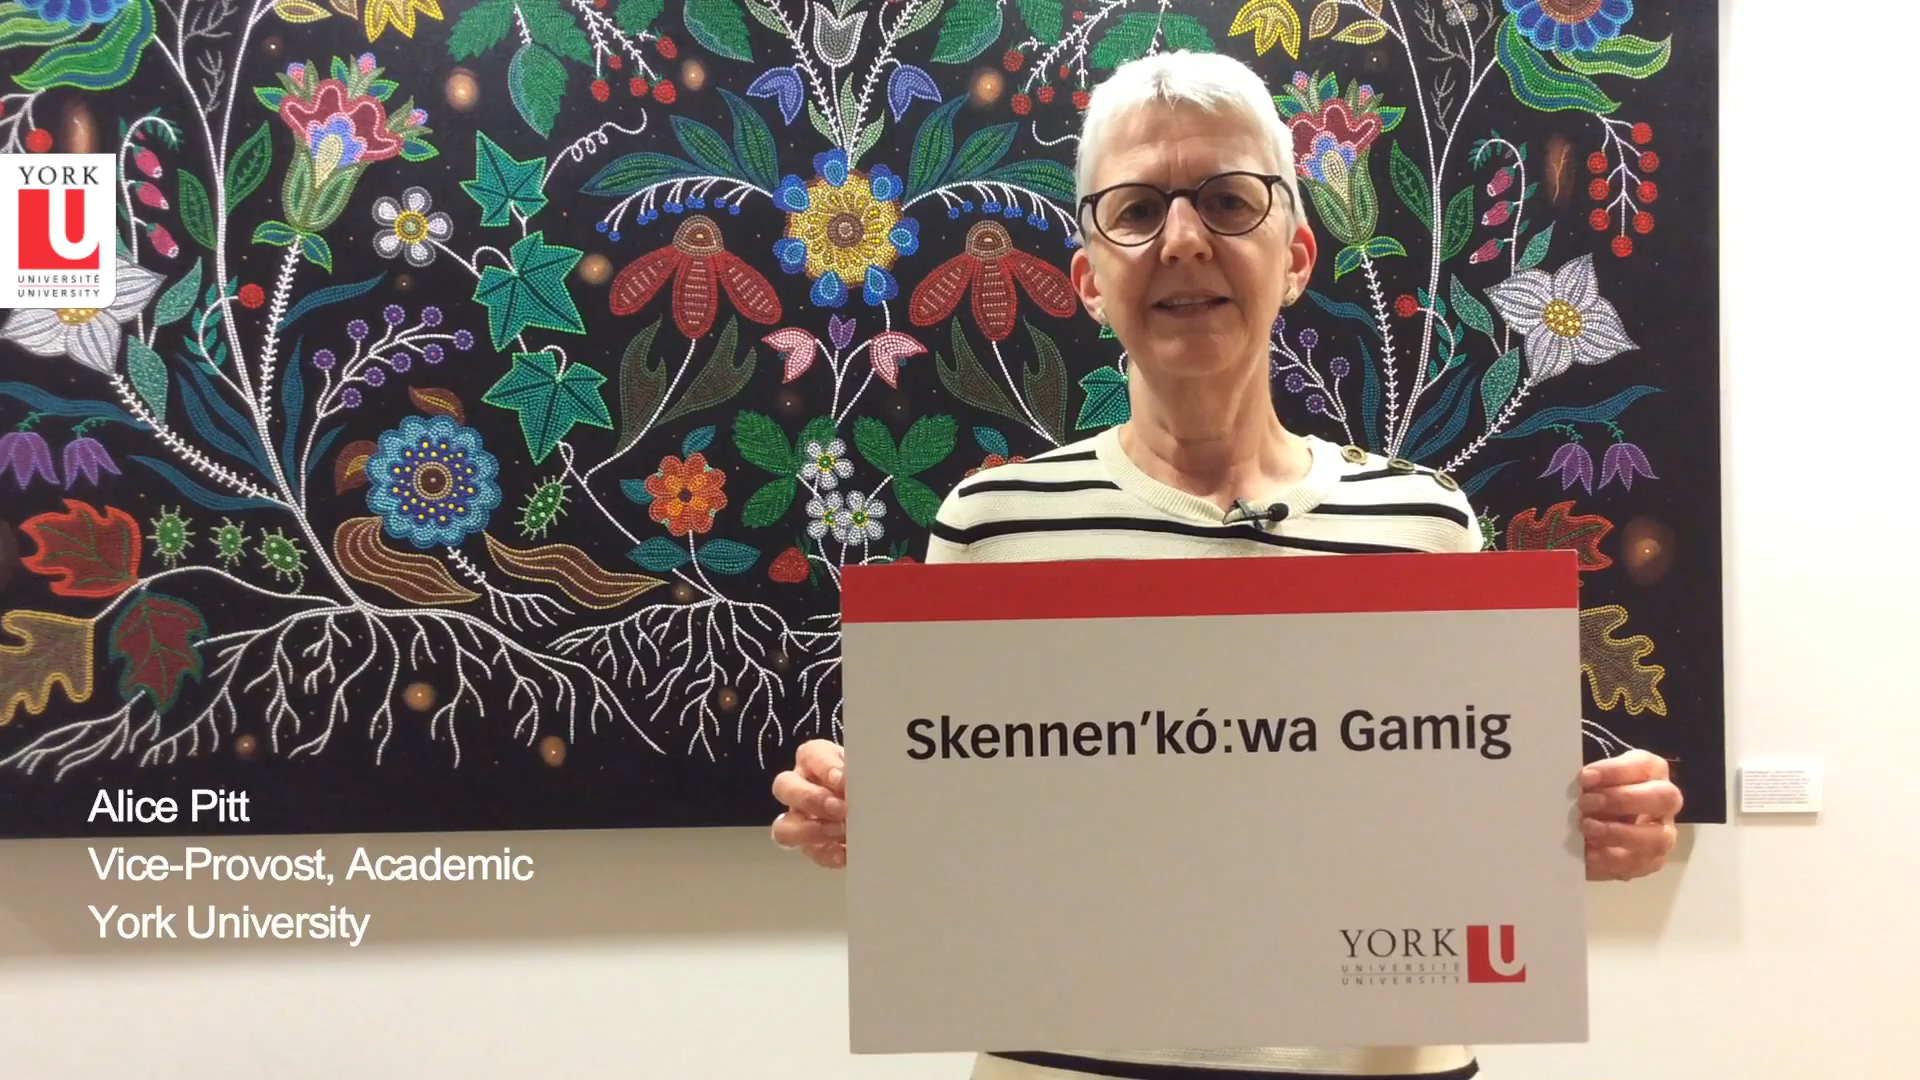 YORK
U
UNIVERSITÉ
UNIVERSITY
Alice Pitt
Vice-Provost, Academic
York University
Skennen’kó:wa Gamig
YORK U
UNIVERSITÉ
UNIVERSITY